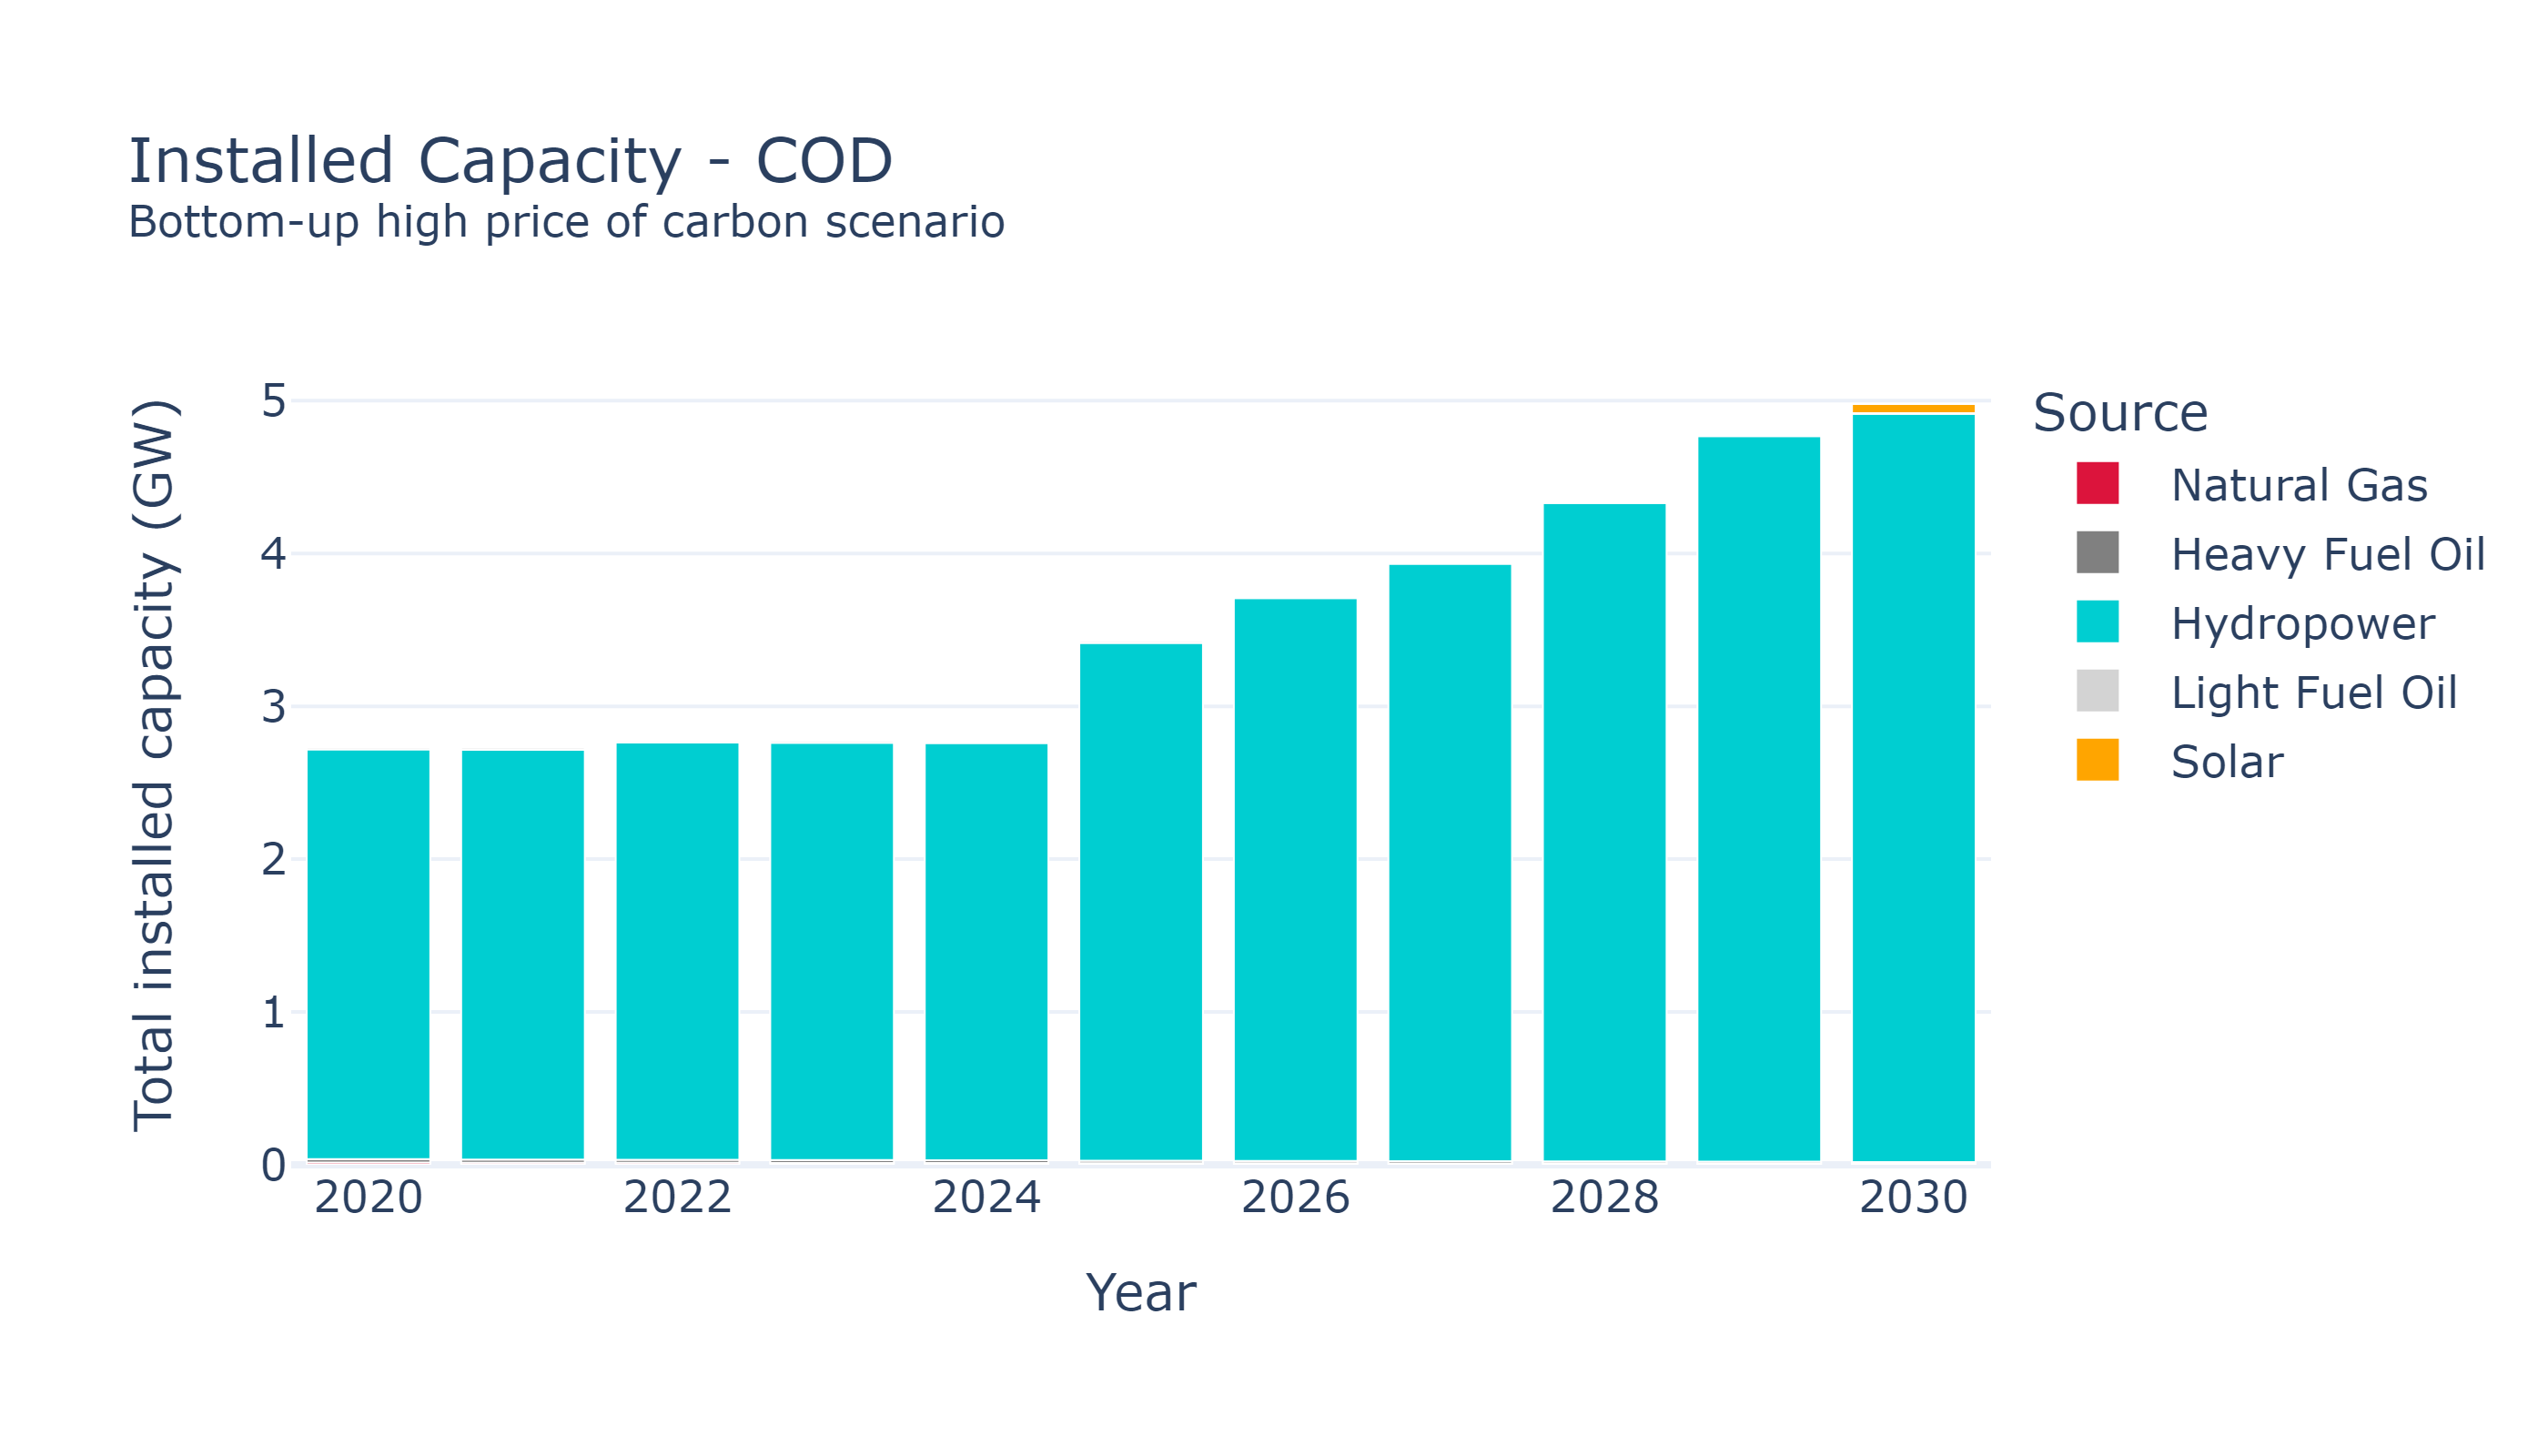 Installed Capacity - COD
Bottom-up high price of carbon scenario
Total installed capacity (GW)
5
4
3
2
1
0
2020
2022
2024
2026
2028
2030
Year
Source
Natural Gas
Heavy Fuel Oil
Hydropower
Light Fuel Oil
Solar